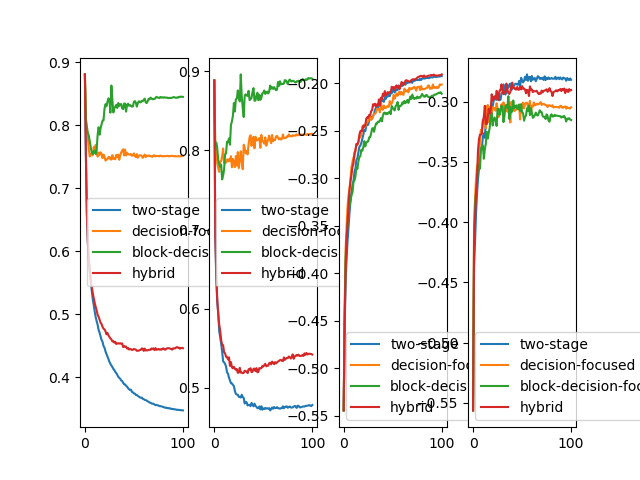 0.9
0.8
0.7
0.6
0.5
0.4
0 100
two-stage
decision-foc
block-decis
hybrid
0.9
0.8
0.7
0.6
0.5
0 100
two-stage
decision-foc
block-decis
hybrid
−0.20
−0.25
−0.30
−0.35
−0.40
−0.45
−0.50
−0.55
0 100
two-stage
decision-foc
block-decis
hybrid
−0.30
−0.35
−0.40
−0.45
−0.50
−0.55
0 100
two-stage
decision-focused
block-decision-fo
hybrid